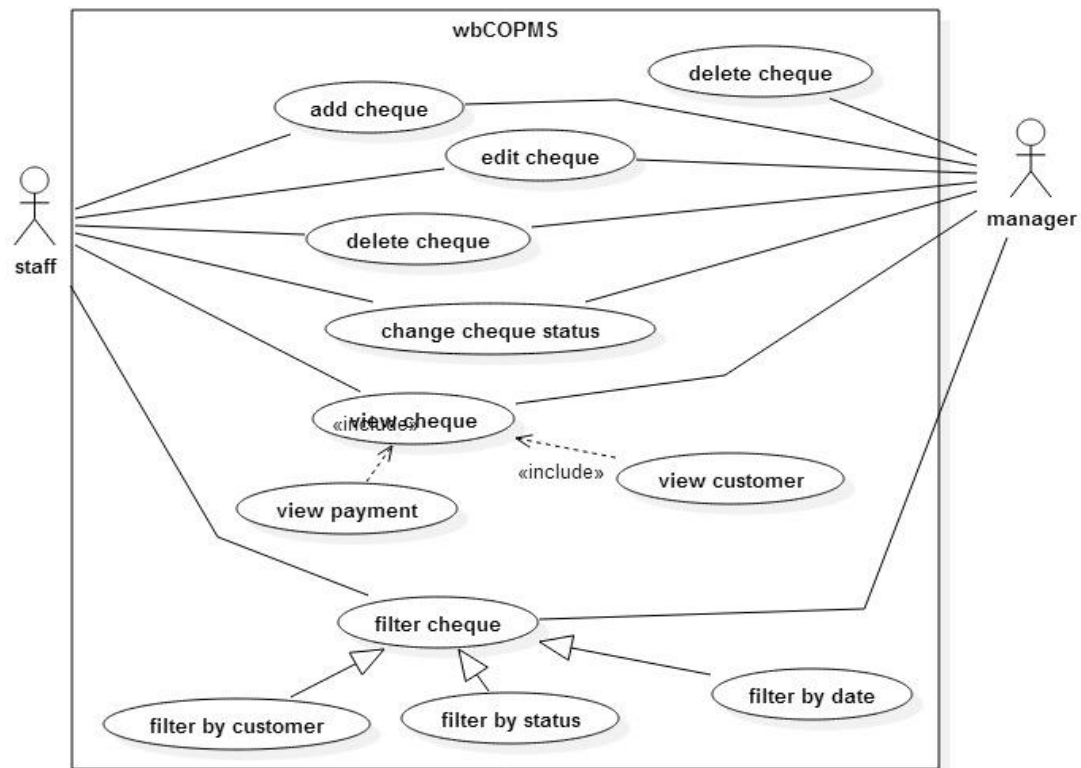 wbCOPMS
delete cheque
add cheque
edit cheque
manager
delete cheque
staff
change cheque status
view cheque
«include»
«include»
view customer
view payment
filter cheque
filter by date
filter by customer
filter by status